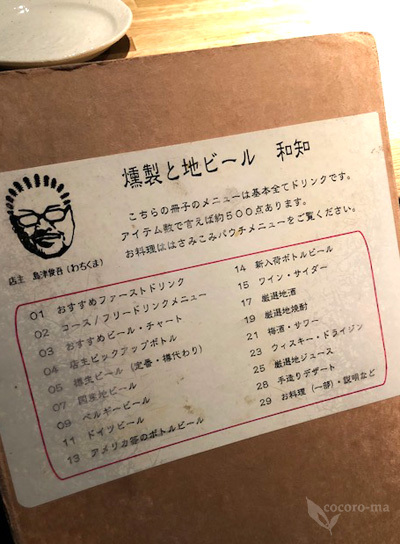 燻製と地ビール 和知
こちらの冊子のメニューは基本全てドリンクです。
アイテム数で言えば約500点あります。
お料理ははさみこみパウチメニューをご覧ください。
店主 (わちくま)
01 おすすめファーストドリンク
02 コース/フリードリンクメニュー
03 おすすめビール・チャート
04 店主ピックアップボトル
05 樽生ビール (定番・樽代わり)
07 国産地ビール
09 ベルギービール
11 ドイツビール
13 アメリカ等のボトルビール
14 新入荷ボトルビール
15 ワイン・サイダー
17 厳選地酒
19 厳選地焼酎
21 梅酒・サワー
23 ウィスキー・ドライジン
25 厳選地ジュース
28 手造りデザート
29 お料理 (一部)・説明など
cocoro-ma